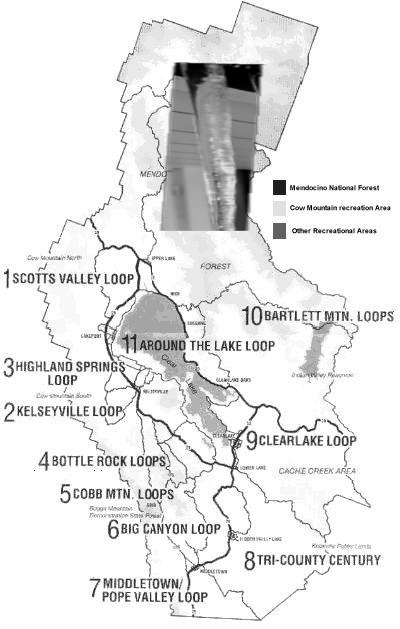 Mendocino National Forest
Cow Mountain recreation Area
Other Recreational Areas
MENDO
FOREST
Cow Mountain North
UPPER LAKE
1 SCOTTS VALLEY LOOP
NICE
LUCERNE
LAKEPORT
10 BARTLETT MTN. LOOPS
11 AROUND THE LAKE LOOP
Clear
Lake
Indian Valley Reservoir
3 HIGHLAND SPRINGS
LOOP
CLEARLAKE OAKS
KELSEYVILLE
Cow Mountain South
2 KELSEYVILLE LOOP
CLEARLAKE
9 CLEARLAKE LOOP
4 BOTTLE ROCK LOOPS
LOWER LAKE
CACHE CREEK AREA
5 COBB MTN. LOOPS
COBB
Boggs Mountain
Demonstration State Forest
6 BIG CANYON LOOP
HIDDEN VALLEY LAKE
Knoxville Public Lands
8 TRI-COUNTY CENTURY
MIDDLETOWN
7 MIDDLETOWN/
POPE VALLEY LOOP